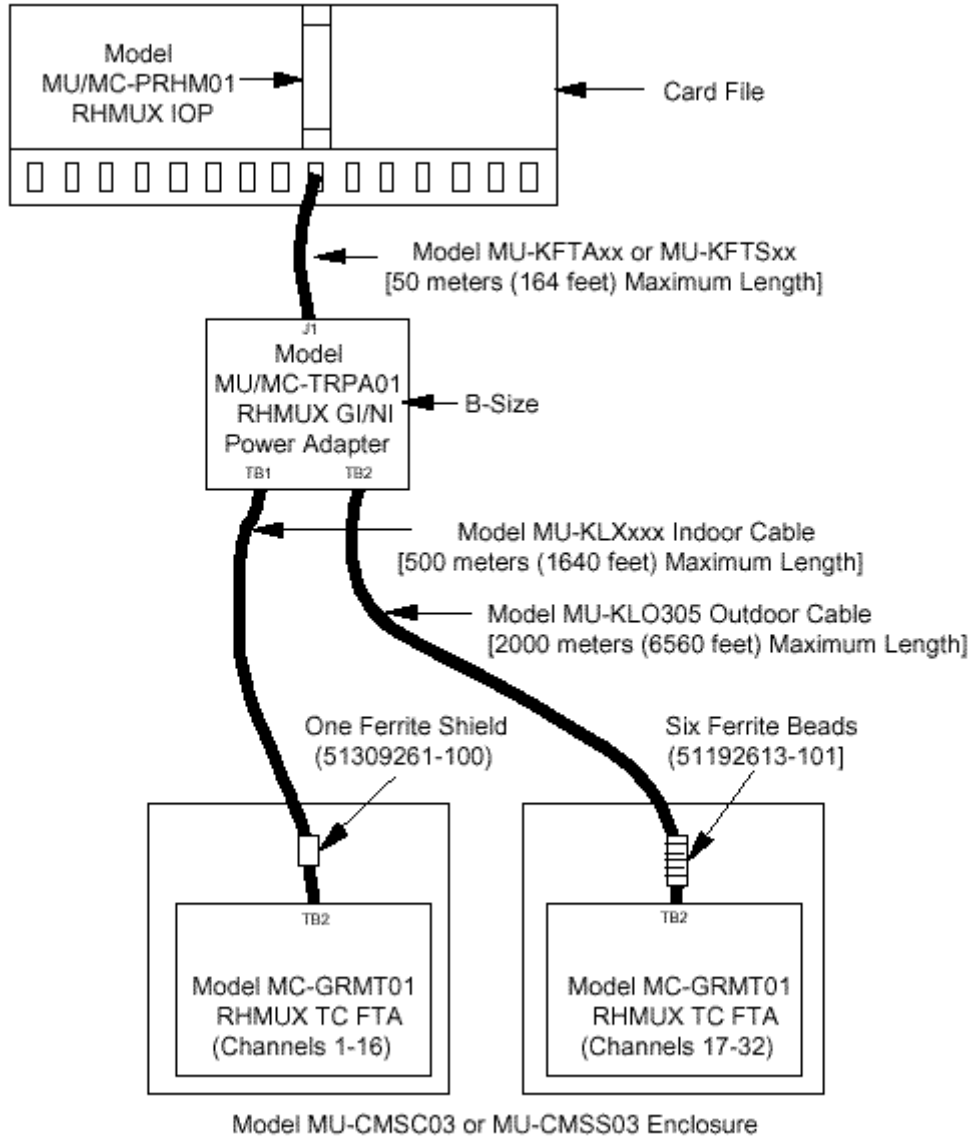 Model
MU/MC-PRHM01
RHMUX IOP
Card File
Model MU-KFTAxx or MU-KFTSxx
[50 meters (164 feet) Maximum Length]
J1
Model
MU/MC-TRPA01
RHMUX GI/NI
Power Adapter
B-Size
TB1
TB2
Model MU-KLXxxx Indoor Cable
[500 meters (1640 feet) Maximum Length]
Model MU-KLO305 Outdoor Cable
[2000 meters (6560 feet) Maximum Length]
One Ferrite Shield
(51309261-100)
Six Ferrite Beads
(51192613-101]
TB2
Model MC-GRMT01
RHMUX TC FTA
(Channels 1-16)
TB2
Model MC-GRMT01
RHMUX TC FTA
(Channels 17-32)
Model MU-CMSC03 or MU-CMSS03 Enclosure